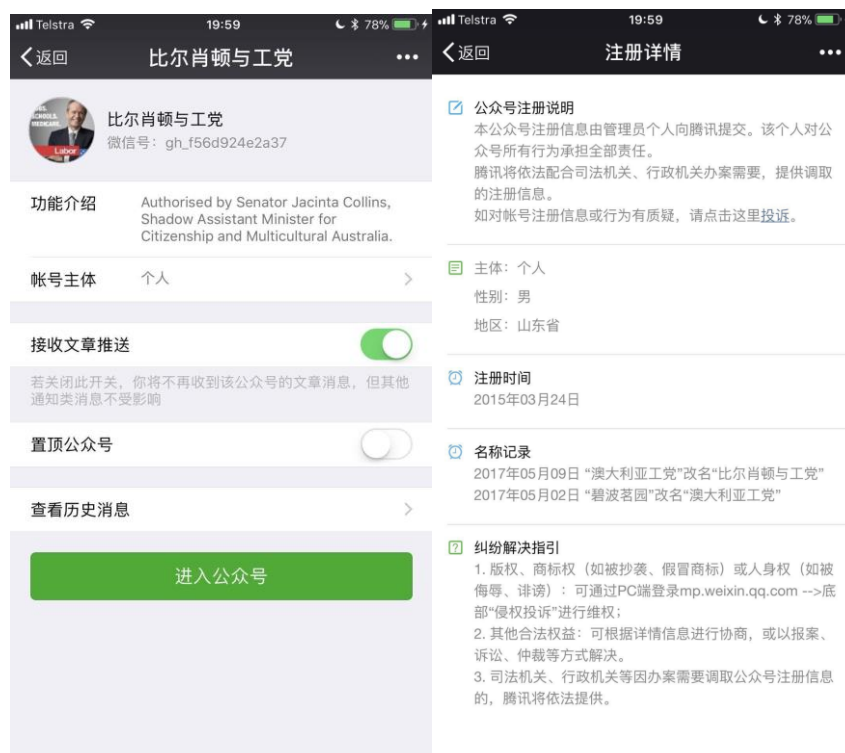 Telstra 19:59 78%
返回 比尔肖顿与工党
比尔肖顿与工党
微信号: gh_f56d924e2a37
Labor
功能介绍 Authorised by Senator Jacinta Collins,
Shadow Assistant Minister for
Citizenship and Multicultural Australia.
帐号主体 个人
接收文章推送
若关闭此开关，你将不再收到该公众号的文章消息，但其他
通知类消息不受影响
置顶公众号
查看历史消息
进入公众号
Telstra 19:59 78%
返回 注册详情
公众号注册说明
本公众号注册信息由管理员个人向腾讯提交。该个人对公
众号所有行为承担全部责任。
腾讯将依法配合司法机关、行政机关办案需要，提供调取
的注册信息。
如对帐号注册信息或行为有质疑，请点击这里投诉。
主体：个人
性别：男
地区：山东省
注册时间
2015年03月24日
名称记录
2017年05月09日 “澳大利亚工党”改名“比尔肖顿与工党”
2017年05月02日 “碧波茗园”改名“澳大利亚工党”
纠纷解决指引
1. 版权、商标权（如被抄袭、假冒商标）或人身权（如被
侮辱、诽谤）：可通过PC端登录mp.weixin.qq.com -->底
部“侵权投诉”进行维权；
2. 其他合法权益：可根据详情信息进行协商，或以报案、
诉讼、仲裁等方式解决。
3. 司法机关、行政机关等因办案需要调取公众号注册信息
的，腾讯将依法提供。